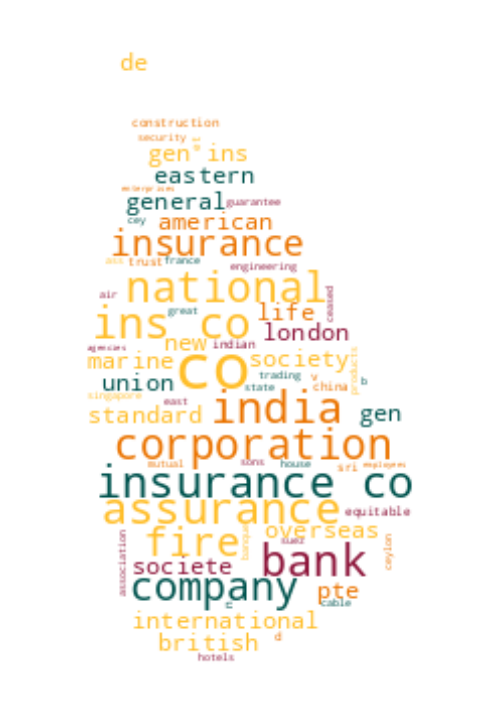 de
construction
security
gen ins
eastern
enterprises
general guarantee
cey american
insurance
ass trust france
engineering
national
air ceased
great life
ins co
new indian london
agencies
marine co society products
union trading v b
state china
singapore east
standard india gen
corporation
mutual sons house sri employees
insurance co
assurance equitable
fire overseas
association banque suez ceylon
societe bank
company pte
c cable
international
british d
hotels